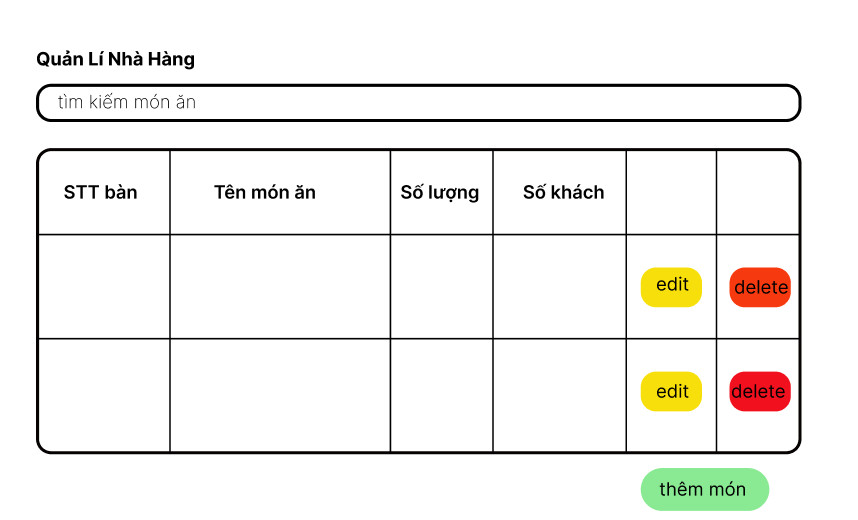 Quản Lí Nhà Hàng
tìm kiếm món ăn
STT bàn Tên món ăn Số lượng Số khách
edit delete
edit delete
thêm món